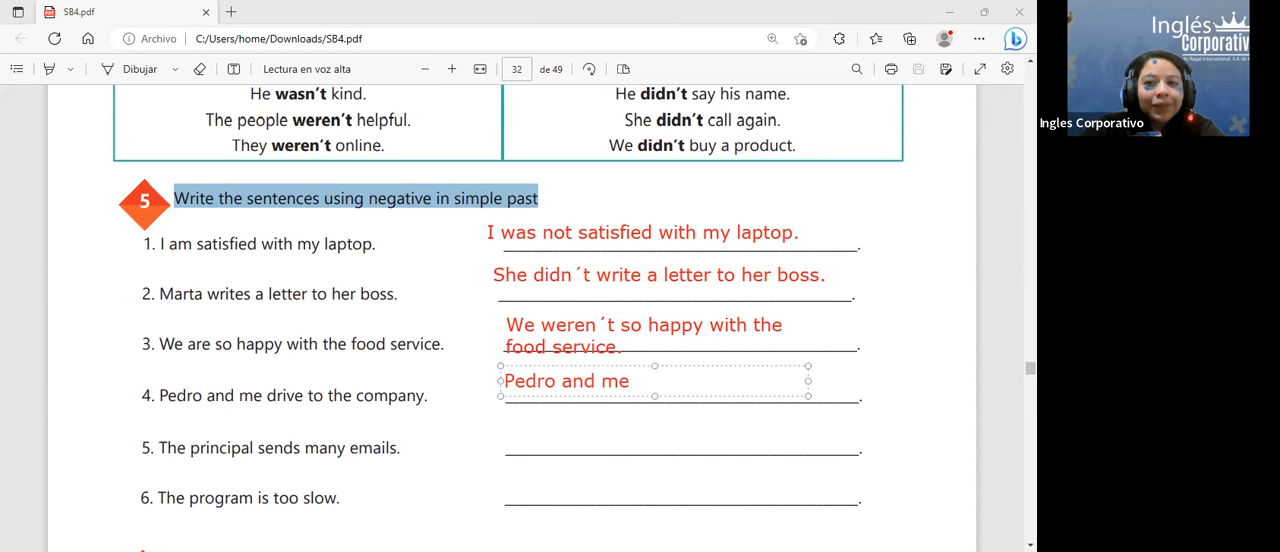 SB4.pdf
Archivo C:/Users/home/Downloads/SB4.pdf
Dibujar Lectura en voz alta 32 de 49
He wasn't kind. He didn't say his name.
The people weren't helpful. She didn't call again.
They weren't online. We didn't buy a product.
5 Write the sentences using negative in simple past
1. I am satisfied with my laptop. I was not satisfied with my laptop.
2. Marta writes a letter to her boss. She didn´t write a letter to her boss.
3. We are so happy with the food service. We weren´t so happy with the
food service.
4. Pedro and me drive to the company. Pedro and me
5. The principal sends many emails.
6. The program is too slow.
Inglés
Corporativo
Ingles Corporativo